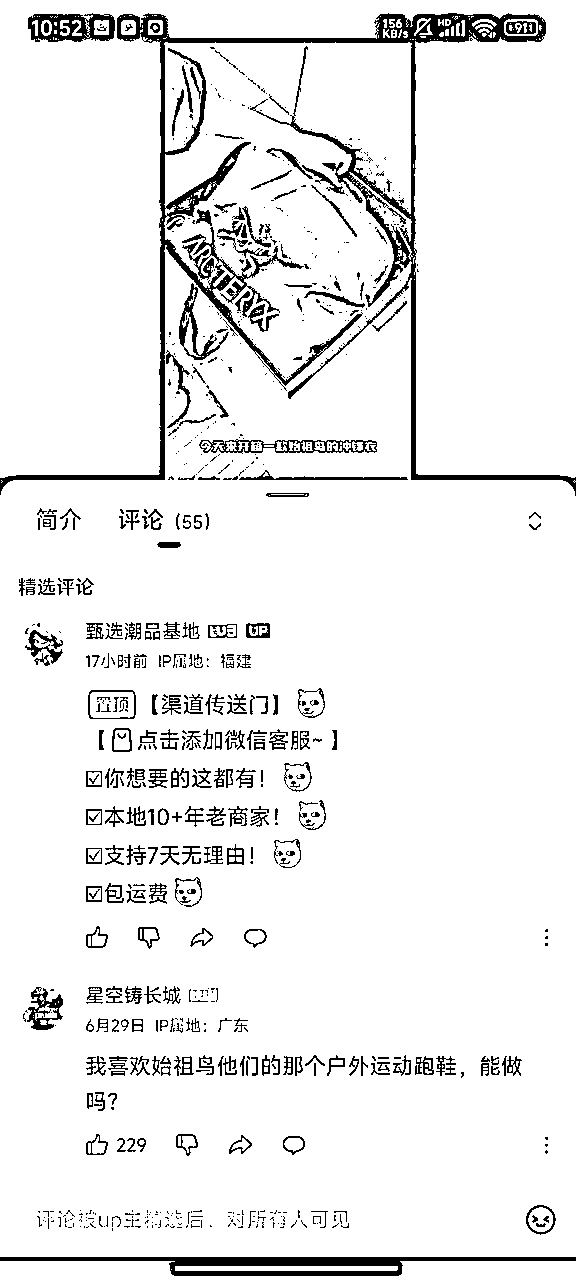 10:52
156 KB/s HD 91
ARC'TERYX
今天来开箱一款始祖鸟的冲锋衣
简介 评论 (55)
精选评论
甄选潮品基地 UP
17小时前 IP属地：福建
置顶【渠道传送门】
【点击添加微信客服~】
☑你想要的这都有！
☑本地10+年老商家！
☑支持7天无理由！
☑包运费
星空铸长城
6月29日 IP属地：广东
我喜欢始祖鸟他们的那个户外运动跑鞋，能做
吗？
229
评论被up主精选后，对所有人可见